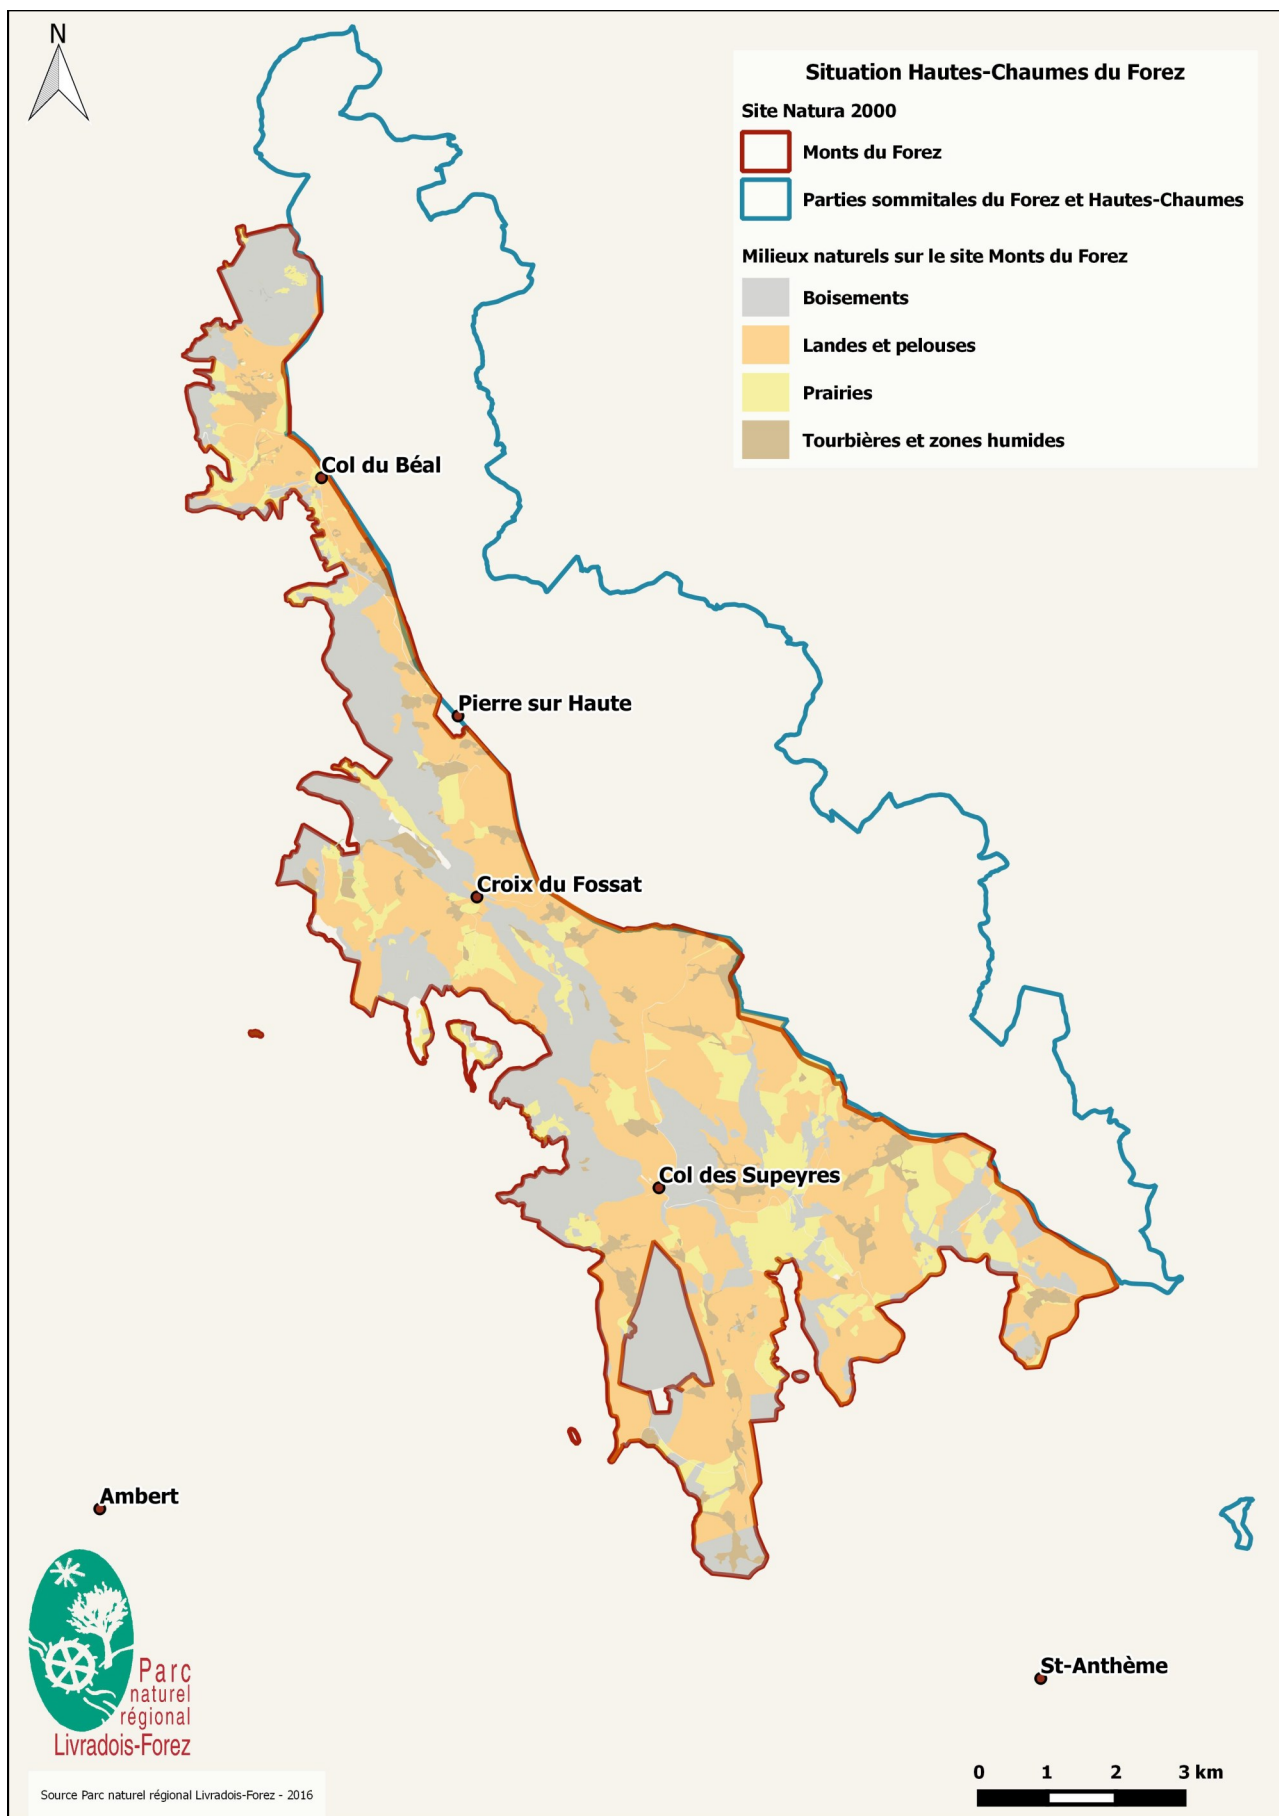 N
Situation Hautes-Chaumes du Forez
Site Natura 2000
Monts du Forez
Parties sommitales du Forez et Hautes-Chaumes
Milieux naturels sur le site Monts du Forez
Boisements
Landes et pelouses
Prairies
Tourbières et zones humides
Col du Béal
Pierre sur Haute
Croix du Fossat
Col des Supeyres
Ambert
St-Anthème
Parc
naturel
régional
Livradois-Forez
0 1 2 3 km
Source Parc naturel régional Livradois-Forez - 2016